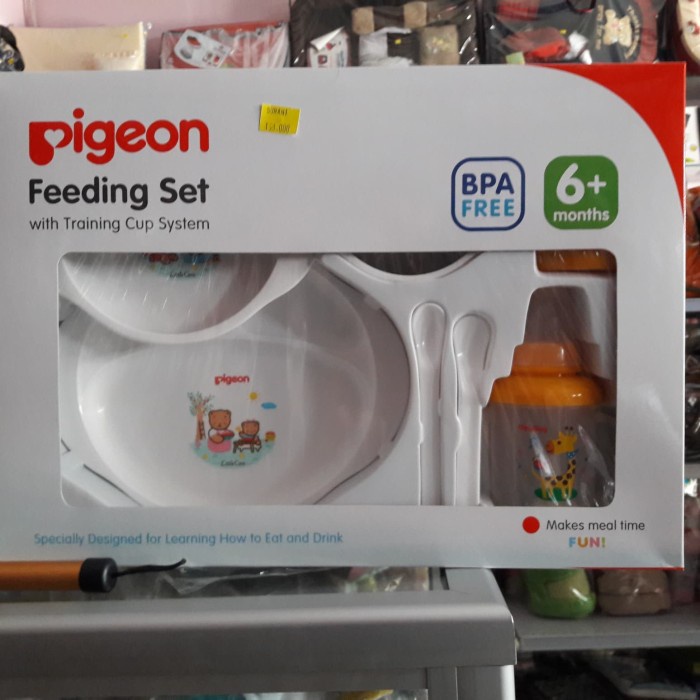 pigeon
Feeding Set
with Training Cup System
BPA
FREE
6+
months
pigeon
pigeon
Specially Designed for Learning How to Eat and Drink
Makes meal time
FUN!